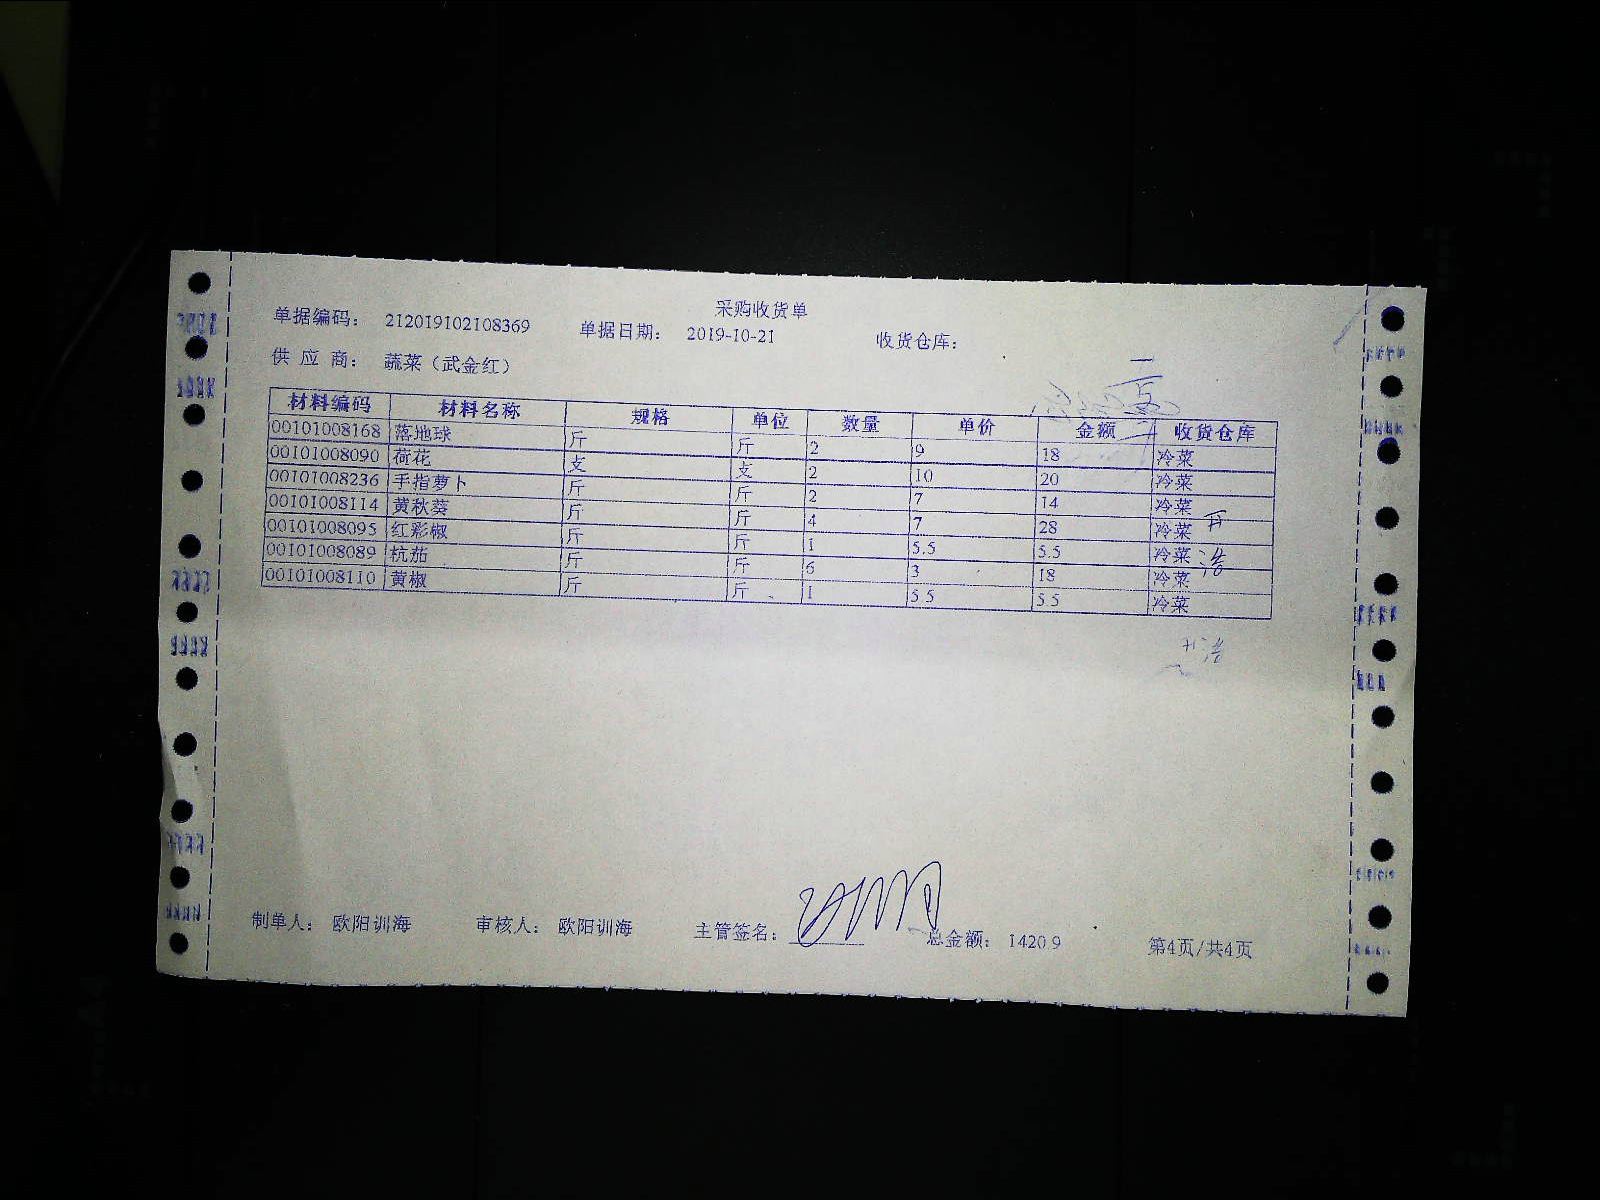 采购收货单
单据编码: 212019102108369 单据日期: 2019-10-21 收货仓库:
供 应 商: 蔬菜（武金红）
材料编码 材料名称 规格 单位 数量 单价 金额 收货仓库
00101008168 落地球 斤 斤 2 9 18 冷菜
00101008090 荷花 支 支 2 10 20 冷菜
00101008236 手指萝卜 斤 斤 2 7 14 冷菜
00101008114 黄秋葵 斤 斤 4 7 28 冷菜
00101008095 红彩椒 斤 斤 1 5.5 5.5 冷菜
00101008089 杭茄 斤 斤 6 3 18 冷菜
00101008110 黄椒 斤 斤 1 5.5 5.5 冷菜
制单人: 欧阳训海 审核人: 欧阳训海 主管签名: 总金额: 1420.9 第4页/共4页